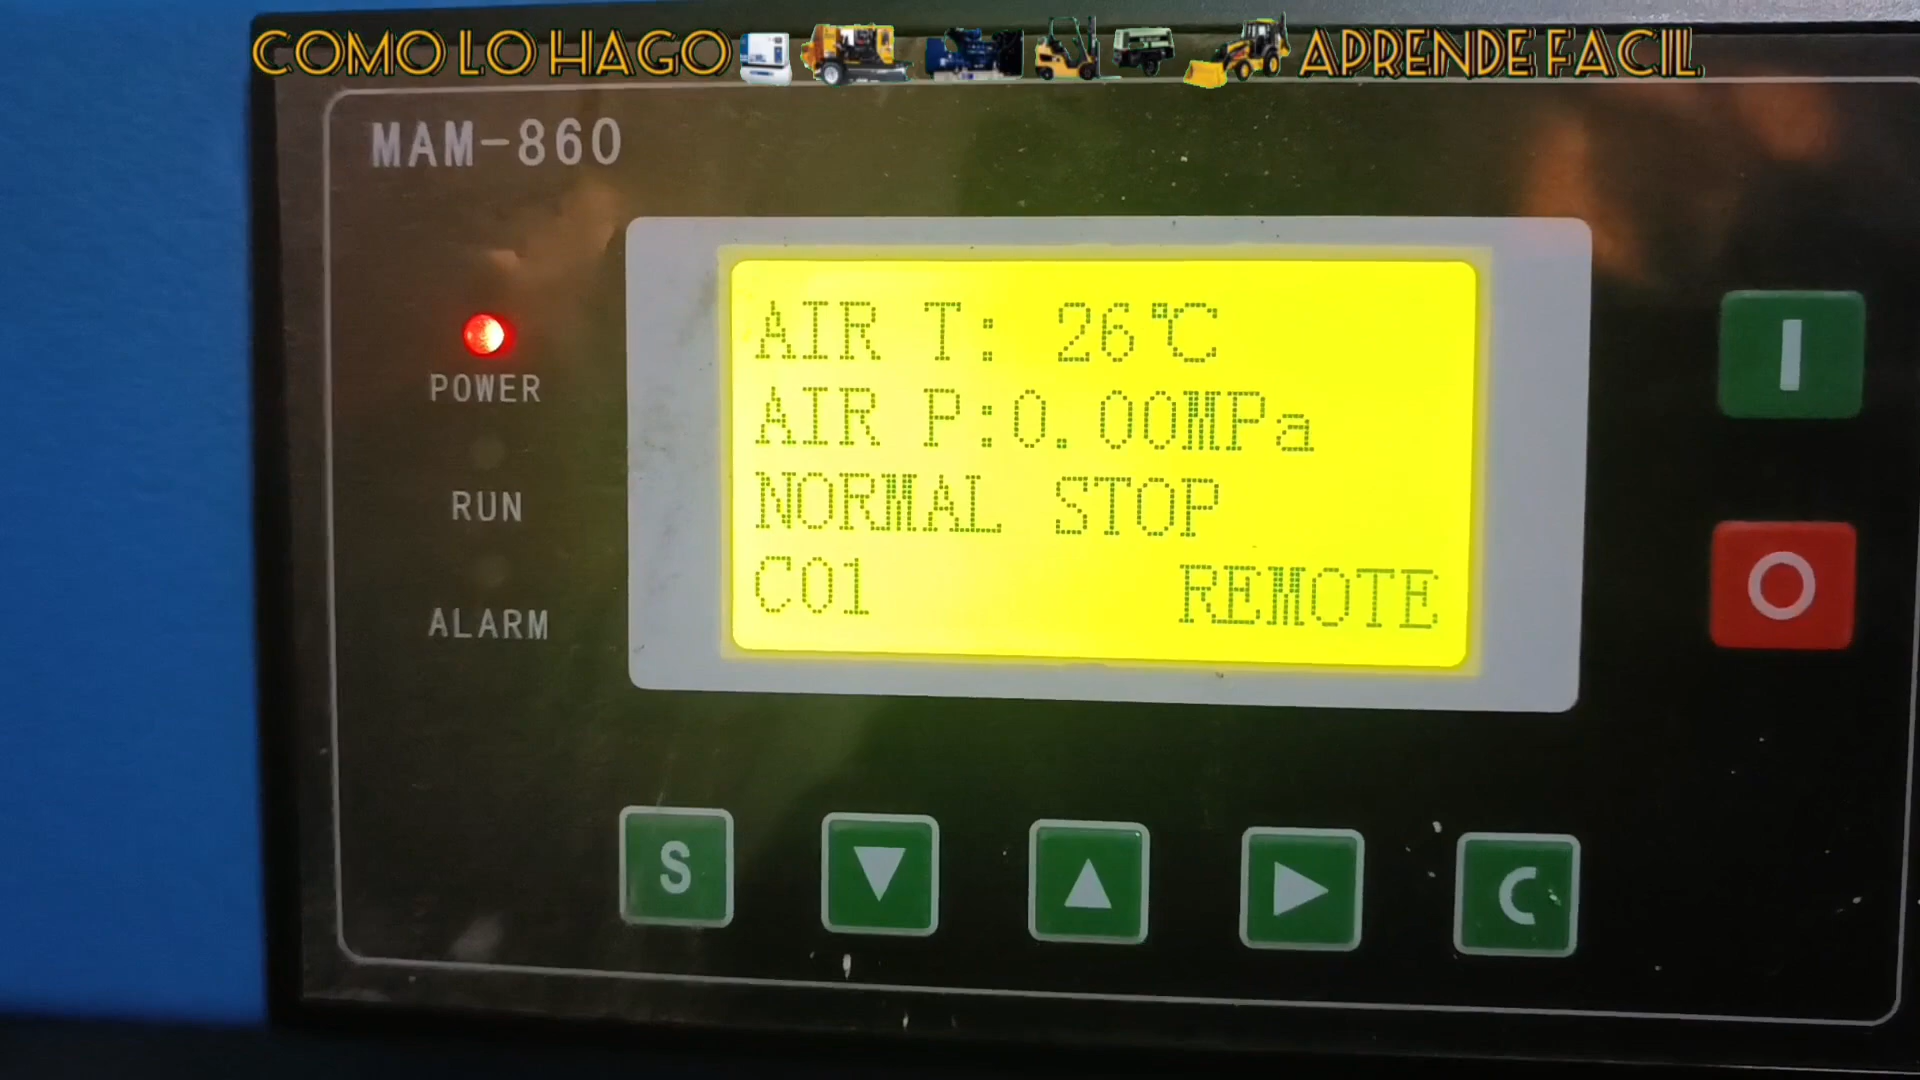 COMO LO HAGO APRENDE FACIL
MAM-860
AIR T: 26℃
AIR P:0.00MPa
NORMAL STOP
C01 REMOTE
POWER
RUN
ALARM
S
C